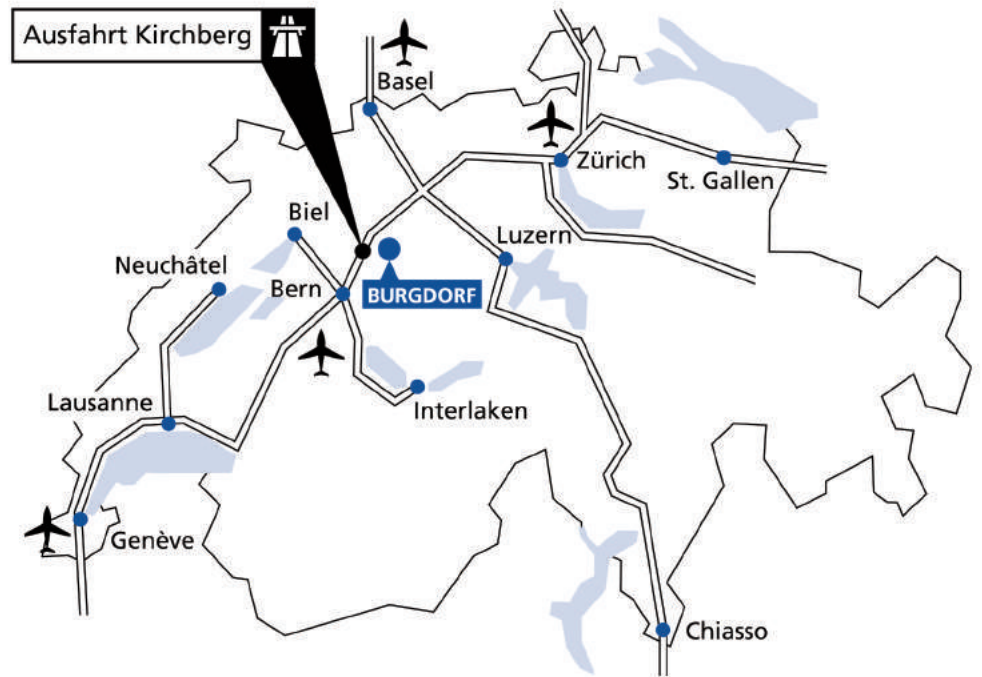 Ausfahrt Kirchberg
Basel
Zürich
St. Gallen
Biel
Luzern
Neuchâtel
Bern
BURGDORF
Lausanne
Interlaken
Genève
Chiasso